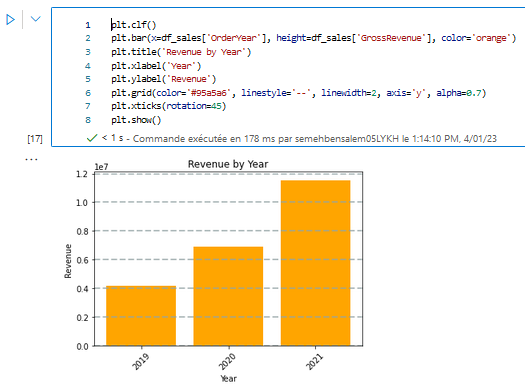 1 plt.clf()
2 plt.bar(x=df_sales['OrderYear'], height=df_sales['GrossRevenue'], color='orange')
3 plt.title('Revenue by Year')
4 plt.xlabel('Year')
5 plt.ylabel('Revenue')
6 plt.grid(color='#95a5a6', linestyle='--', linewidth=2, axis='y', alpha=0.7)
7 plt.xticks(rotation=45)
8 plt.show()
[17] < 1 s - Commande exécutée en 178 ms par semehbensalem05LYKH le 1:14:10 PM, 4/01/23
...
Revenue by Year
1e7
1.2
1.0
0.8
0.6
0.4
0.2
0.0
Revenue
2019 2020 2021
Year